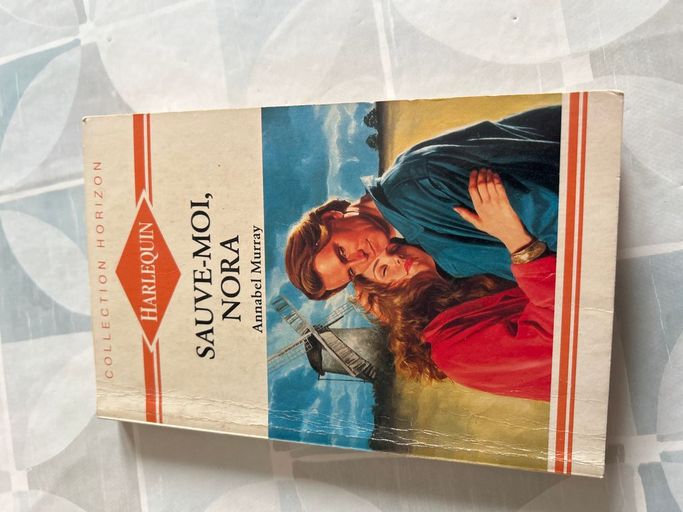 COLLECTION HORIZON
HARLEQUIN
SAUVE-MOI,
NORA
Annabel Murray